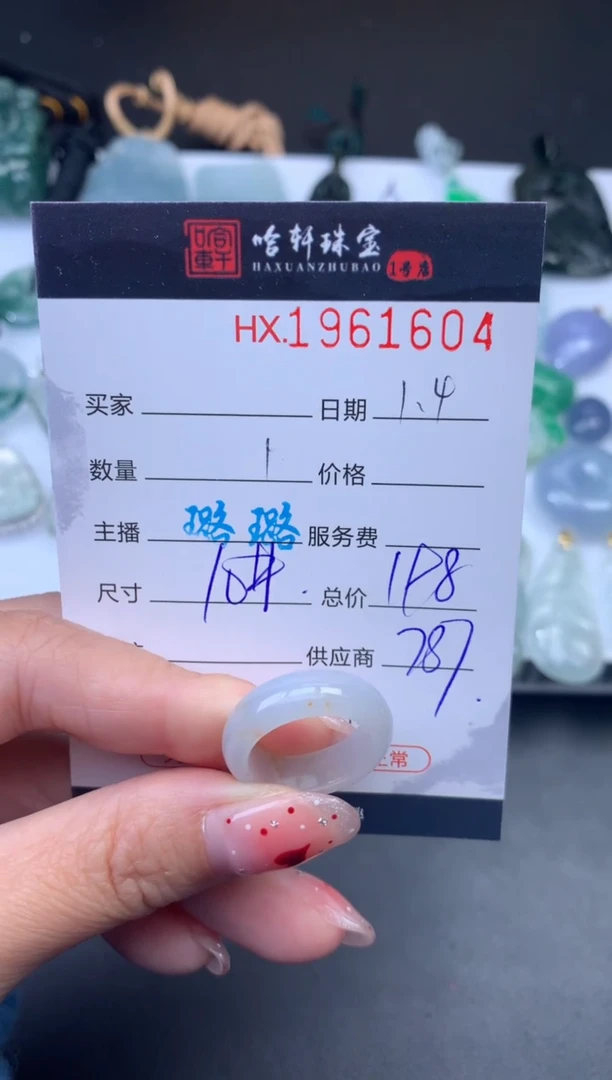 哈轩珠宝
HAXUANZHUBAO 1号店
HX.1961604
买家 日期 1.4
数量 1 价格
主播 璐璐 服务费
尺寸 10# 总价
供应商 787
常